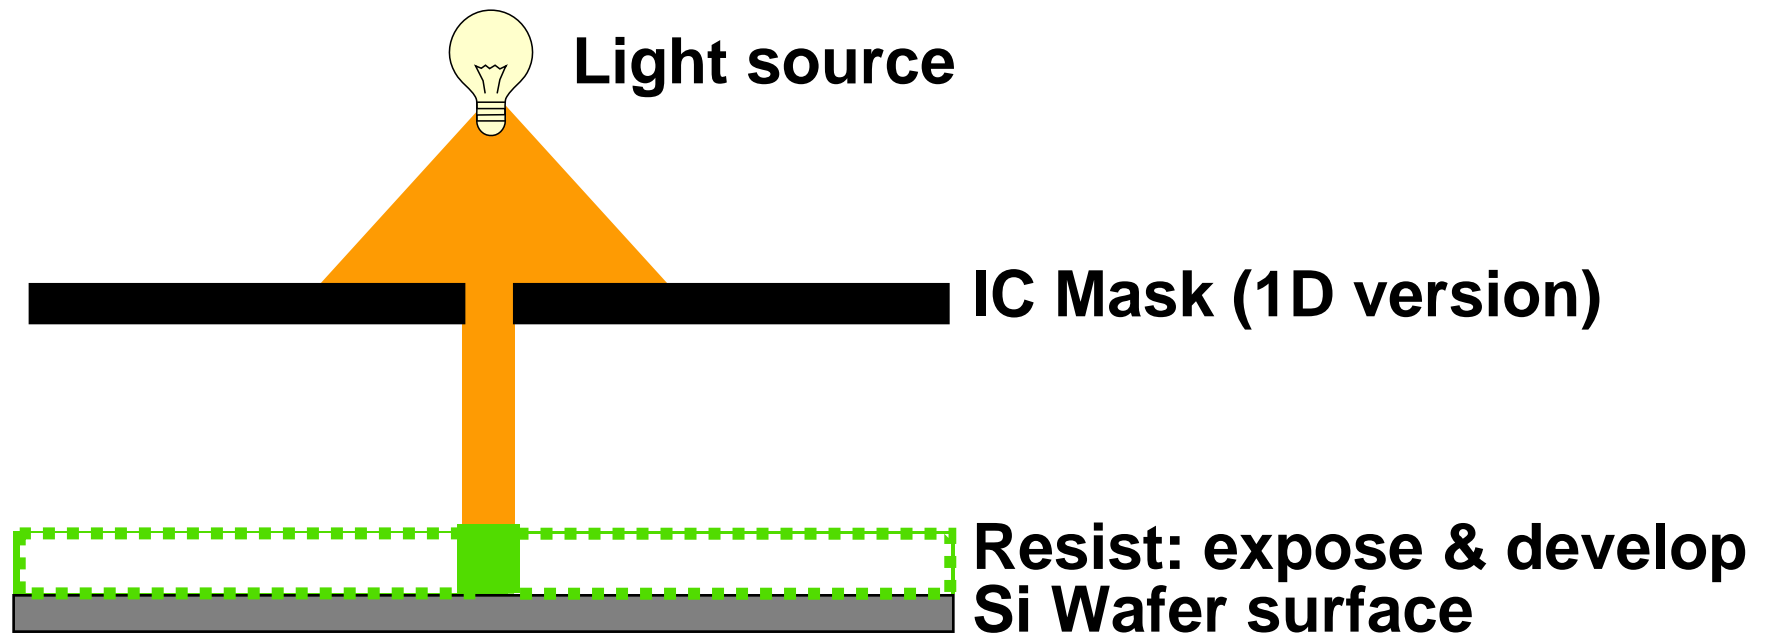 Light source
IC Mask (1D version)
Resist: expose & develop
Si Wafer surface